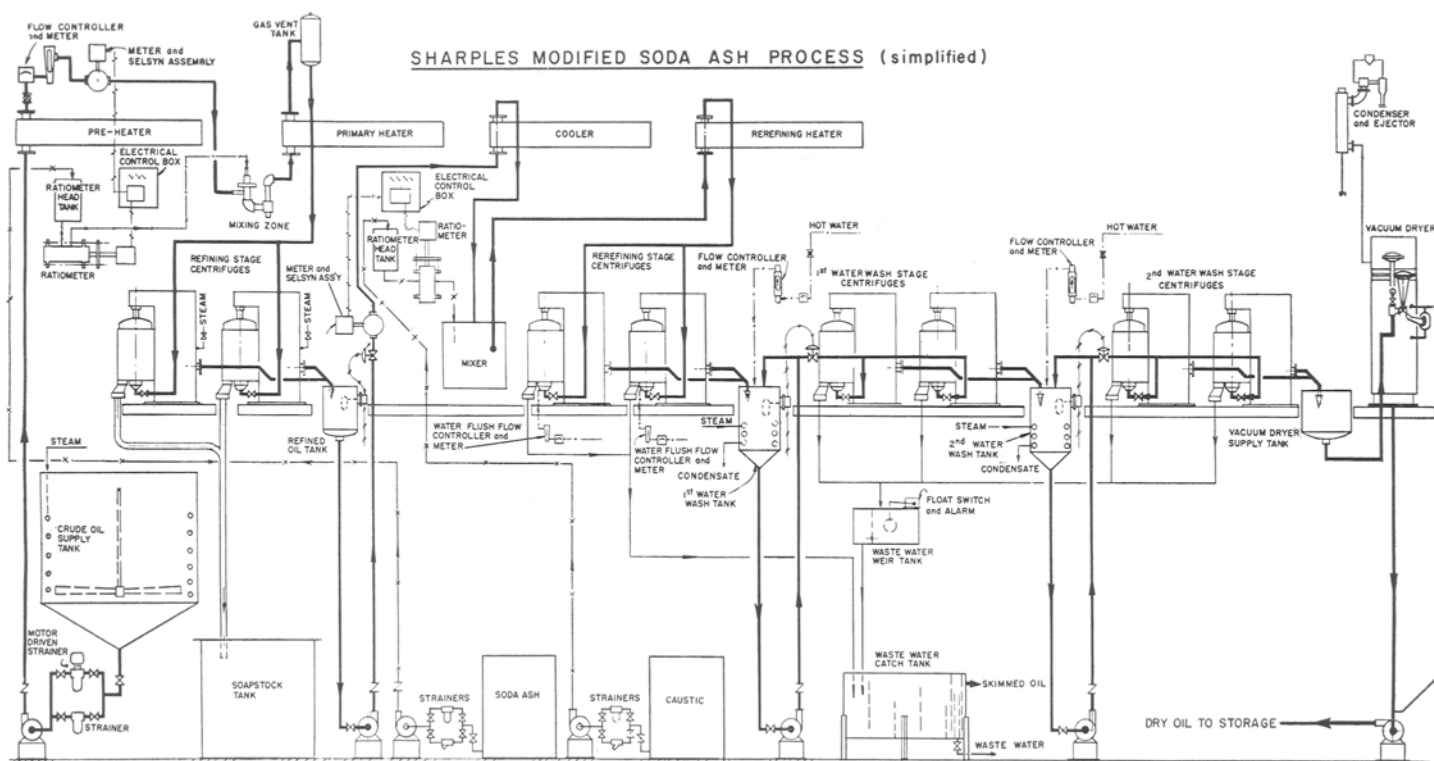 SHARPLES MODIFIED SODA ASH PROCESS (simplified)
FLOW CONTROLLER
and METER
METER and
SELSYN ASSEMBLY
GAS VENT
TANK
PRE-HEATER
PRIMARY HEATER
COOLER
REREFINING HEATER
CONDENSER
and EJECTOR
ELECTRICAL
CONTROL BOX
RATIOMETER
HEAD
TANK
RATIOMETER
MIXING ZONE
ELECTRICAL
CONTROL
BOX
RATIOMETER
HEAD
TANK
RATIO-
METER
METER and
SELSYN ASS'Y
REFINING STAGE
CENTRIFUGES
STEAM
STEAM
MIXER
REREFINING STAGE
CENTRIFUGES
FLOW CONTROLLER
and METER
HOT WATER
1st WATER WASH STAGE
CENTRIFUGES
FLOW CONTROLLER
and METER
HOT WATER
2nd WATER WASH STAGE
CENTRIFUGES
VACUUM DRYER
REFINED
OIL TANK
WATER FLUSH FLOW
CONTROLLER and
METER
WATER FLUSH FLOW
CONTROLLER and
METER
STEAM
CONDENSATE
1st WATER
WASH TANK
STEAM
2nd WATER
WASH TANK
CONDENSATE
VACUUM DRYER
SUPPLY TANK
FLOAT SWITCH
and ALARM
WASTE WATER
WEIR TANK
STEAM
CRUDE OIL
SUPPLY
TANK
MOTOR
DRIVEN
STRAINER
STRAINER
SOAPSTOCK
TANK
STRAINERS
SODA ASH
STRAINERS
CAUSTIC
WASTE WATER
CATCH TANK
SKIMMED OIL
WASTE WATER
DRY OIL TO STORAGE